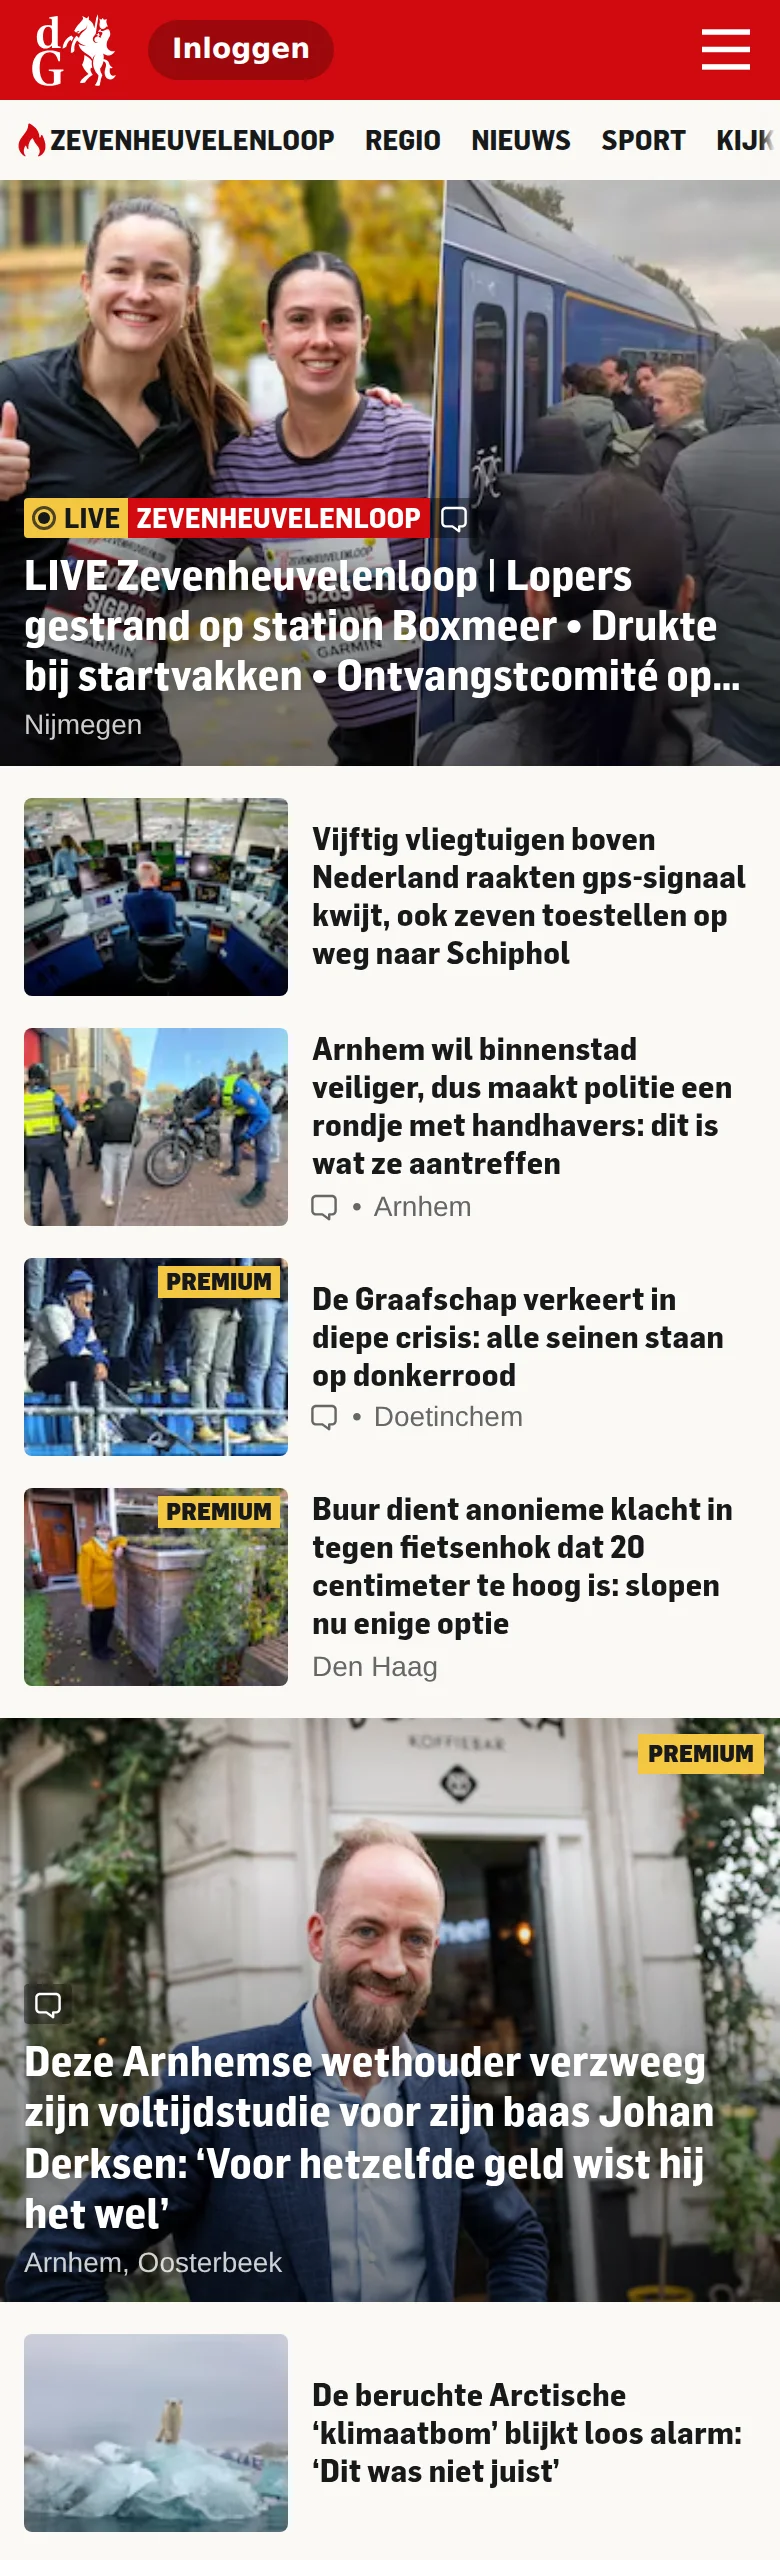 dG
Inloggen
ZEVENHEUVELENLOOP REGIO NIEUWS SPORT KIJK
LIVE ZEVENHEUVELENLOOP
LIVE Zevenheuvelenloop | Lopers
gestrand op station Boxmeer • Drukte
bij startvakken • Ontvangstcomité op...
Nijmegen
SIGRID
GARMIN
GARMIN
Vijftig vliegtuigen boven
Nederland raakten gps-signaal
kwijt, ook zeven toestellen op
weg naar Schiphol
Arnhem wil binnenstad
veiliger, dus maakt politie een
rondje met handhavers: dit is
wat ze aantreffen
• Arnhem
PREMIUM
De Graafschap verkeert in
diepe crisis: alle seinen staan
op donkerrood
• Doetinchem
PREMIUM
Buur dient anonieme klacht in
tegen fietsenhok dat 20
centimeter te hoog is: slopen
nu enige optie
Den Haag
KOFFIEBAR
PREMIUM
Deze Arnhemse wethouder verzweeg
zijn voltijdstudie voor zijn baas Johan
Derksen: ‘Voor hetzelfde geld wist hij
het wel’
Arnhem, Oosterbeek
De beruchte Arctische
‘klimaatbom’ blijkt loos alarm:
‘Dit was niet juist’